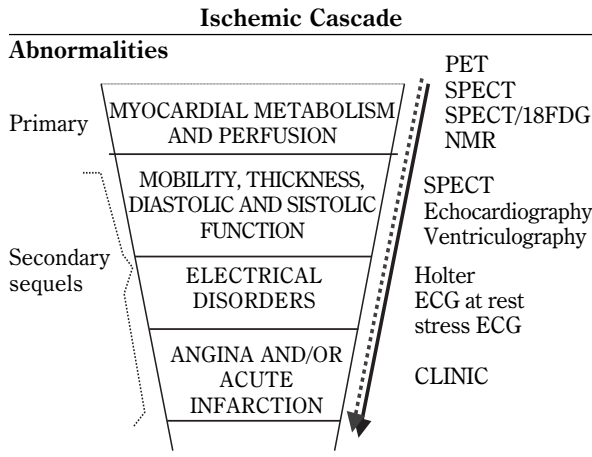 Ischemic Cascade
Abnormalities
Primary
MYOCARDIAL METABOLISM
AND PERFUSION
PET
SPECT
SPECT/18FDG
NMR
Secondary
sequels
MOBILITY, THICKNESS,
DIASTOLIC AND SISTOLIC
FUNCTION
SPECT
Echocardiography
Ventriculography
ELECTRICAL
DISORDERS
Holter
ECG at rest
stress ECG
ANGINA AND/OR
ACUTE
INFARCTION
CLINIC